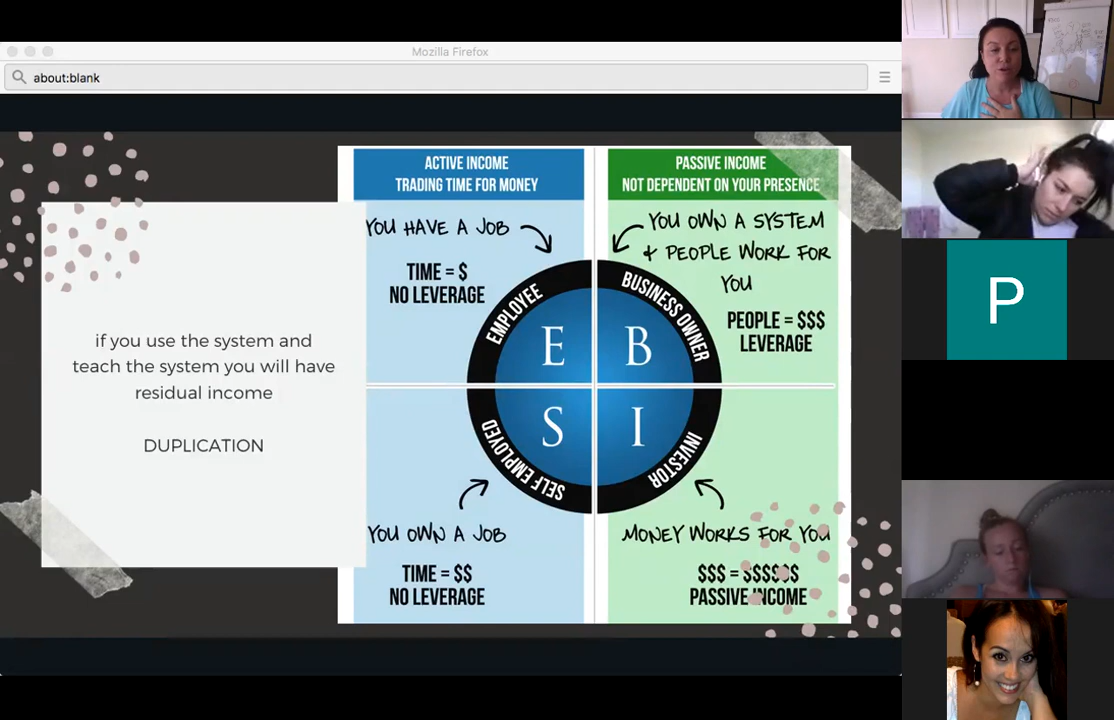 Mozilla Firefox
about:blank
if you use the system and
teach the system you will have
residual income
DUPLICATION
ACTIVE INCOME
TRADING TIME FOR MONEY
YOU HAVE A JOB
TIME = $
NO LEVERAGE
EMPLOYEE
E
PASSIVE INCOME
NOT DEPENDENT ON YOUR PRESENCE
YOU OWN A SYSTEM
& PEOPLE WORK FOR
YOU
PEOPLE = $$$
LEVERAGE
BUSINESS OWNER
B
SELF EMPLOYED
S
YOU OWN A JOB
TIME = $$
NO LEVERAGE
INVESTOR
I
MONEY WORKS FOR YOU
$$$ = $$$$$$
PASSIVE INCOME
P